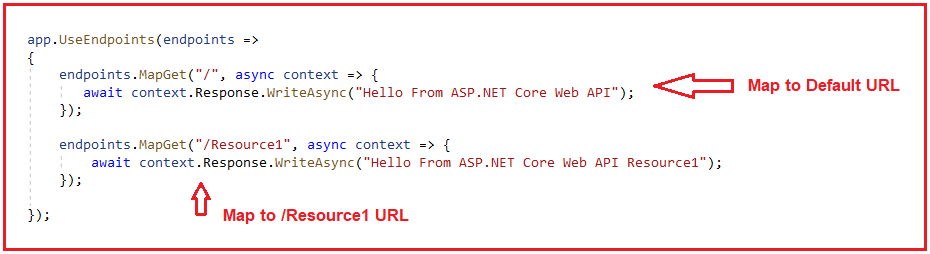 app.UseEndpoints(endpoints =>
{
endpoints.MapGet("/", async context => {
await context.Response.WriteAsync("Hello From ASP.NET Core Web API");
Map to Default URL
});
endpoints.MapGet("/Resource1", async context => {
await context.Response.WriteAsync("Hello From ASP.NET Core Web API Resource1");
});
Map to /Resource1 URL
});